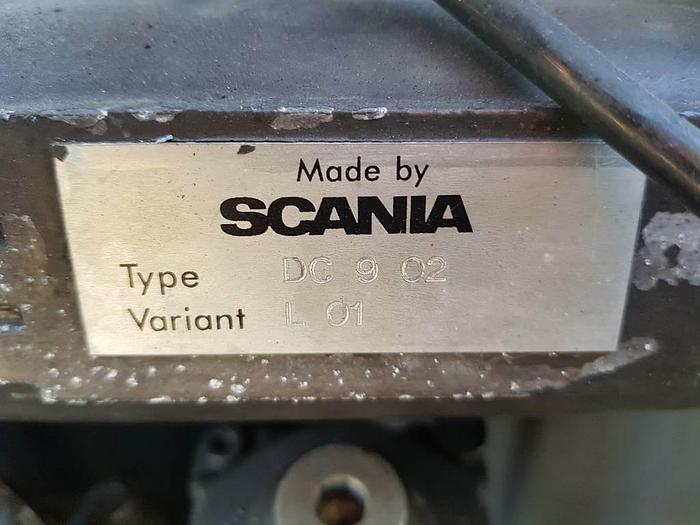 Made by
SCANIA
Type DC 9 02
Variant L 01